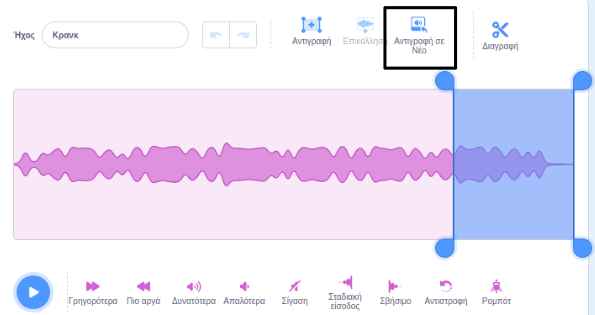 Ήχος
Κρανκ
Αντιγραφή
Επικόλληση
Αντιγραφή σε
Νέο
Διαγραφή
Γρηγορότερα
Πιο αργά
Δυνατότερα
Απαλότερα
Σίγαση
Σταδιακή
είσοδος
Σβήσιμο
Αντιστροφή
Ρομπότ